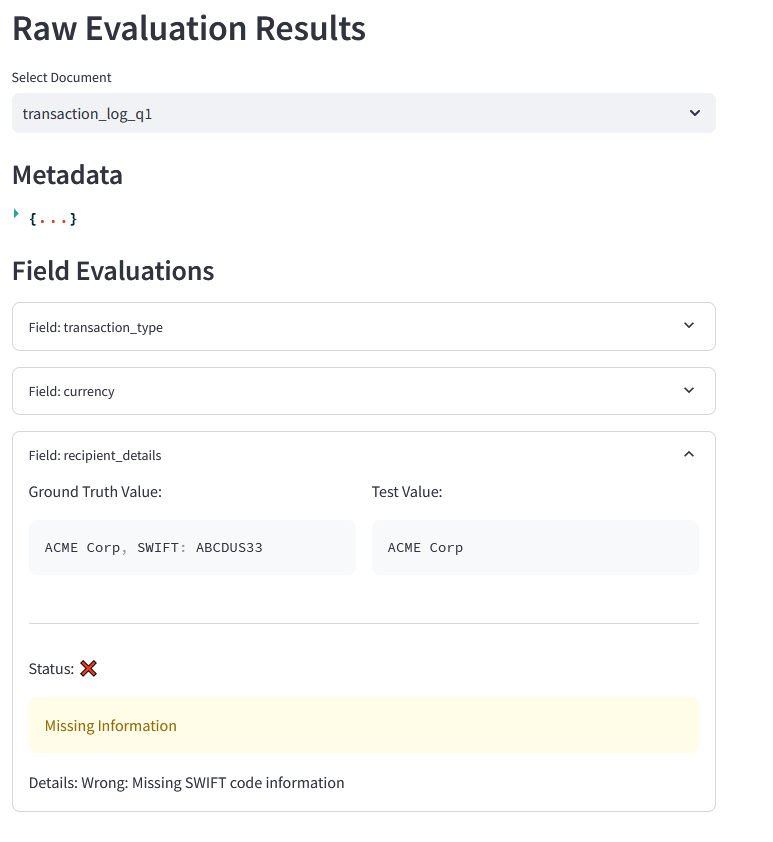 Raw Evaluation Results
Select Document
transaction_log_q1
Metadata
{...}
Field Evaluations
Field: transaction_type
Field: currency
Field: recipient_details
Ground Truth Value:
Test Value:
ACME Corp, SWIFT: ABCDUS33
ACME Corp
Status: ❌
Missing Information
Details: Wrong: Missing SWIFT code information